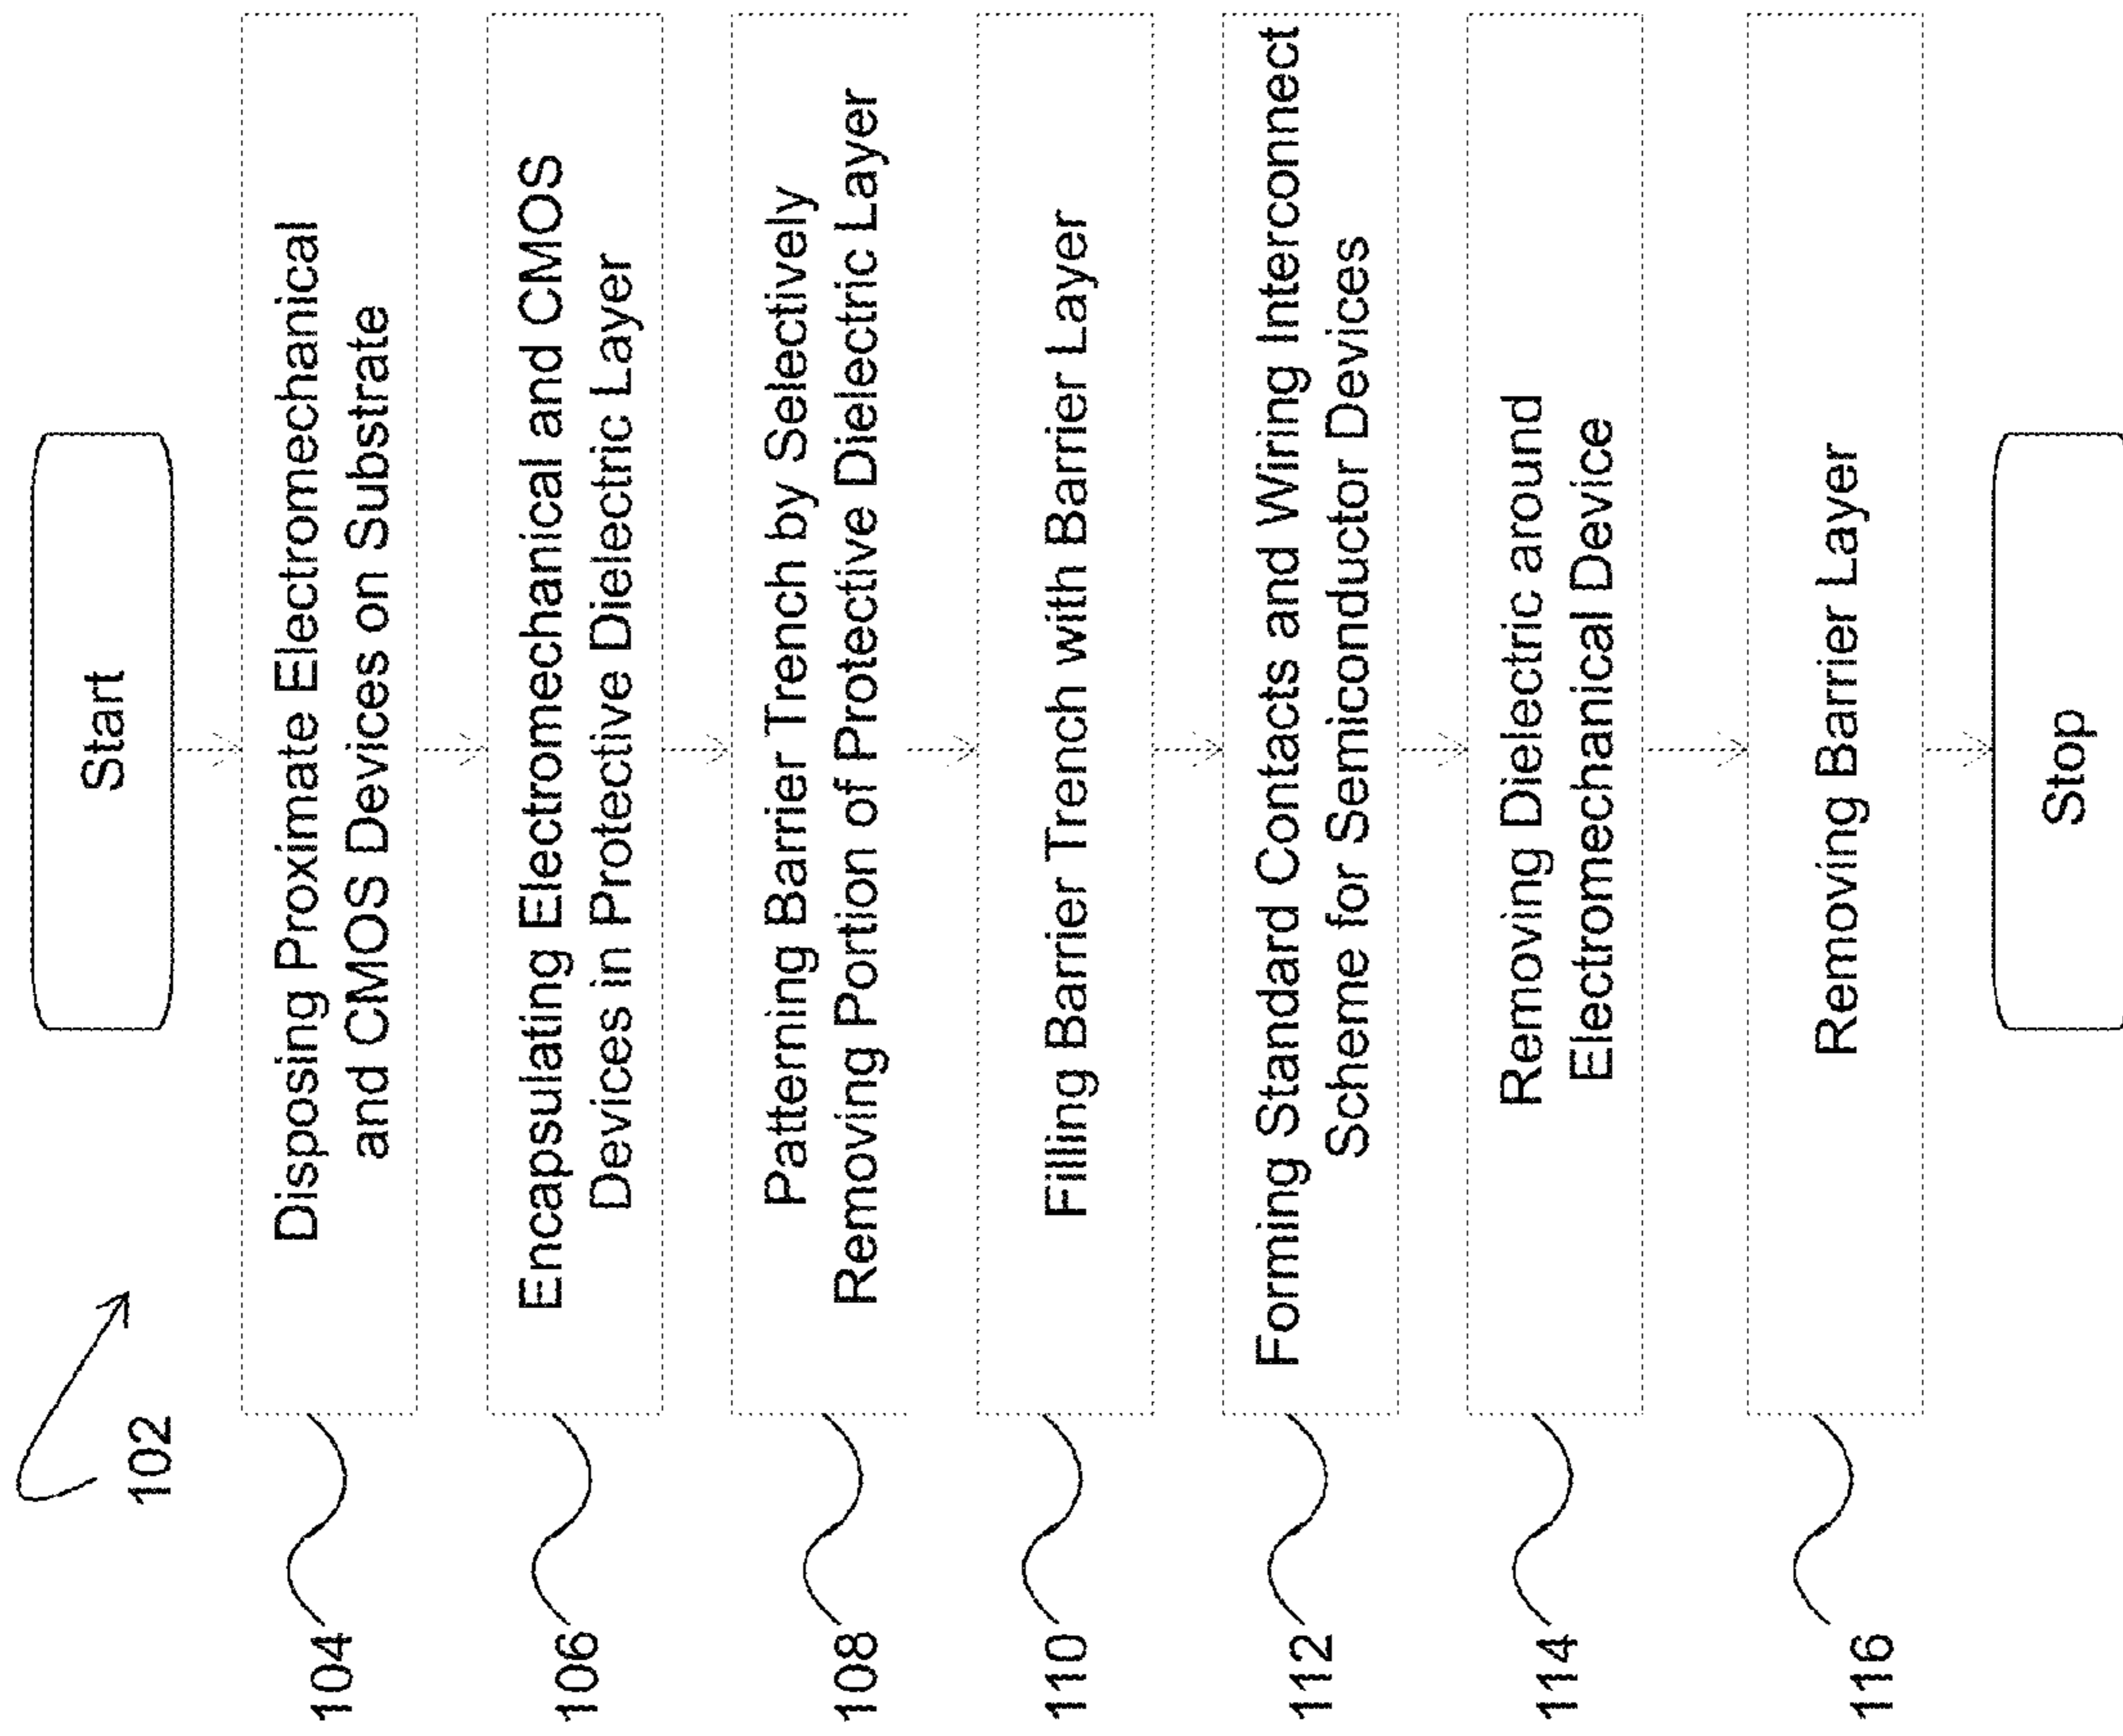 Start
102
104
Disposing Proximate Electromechanical
and CMOS Devices on Substrate
106
Encapsulating Electromechanical and CMOS
Devices in Protective Dielectric Layer
108
Patterning Barrier Trench by Selectively
Removing Portion of Protective Dielectric Layer
110
Filling Barrier Trench with Barrier Layer
112
Forming Standard Contacts and Wiring Interconnect
Scheme for Semiconductor Devices
114
Removing Dielectric around
Electromechanical Device
116
Removing Barrier Layer
Stop